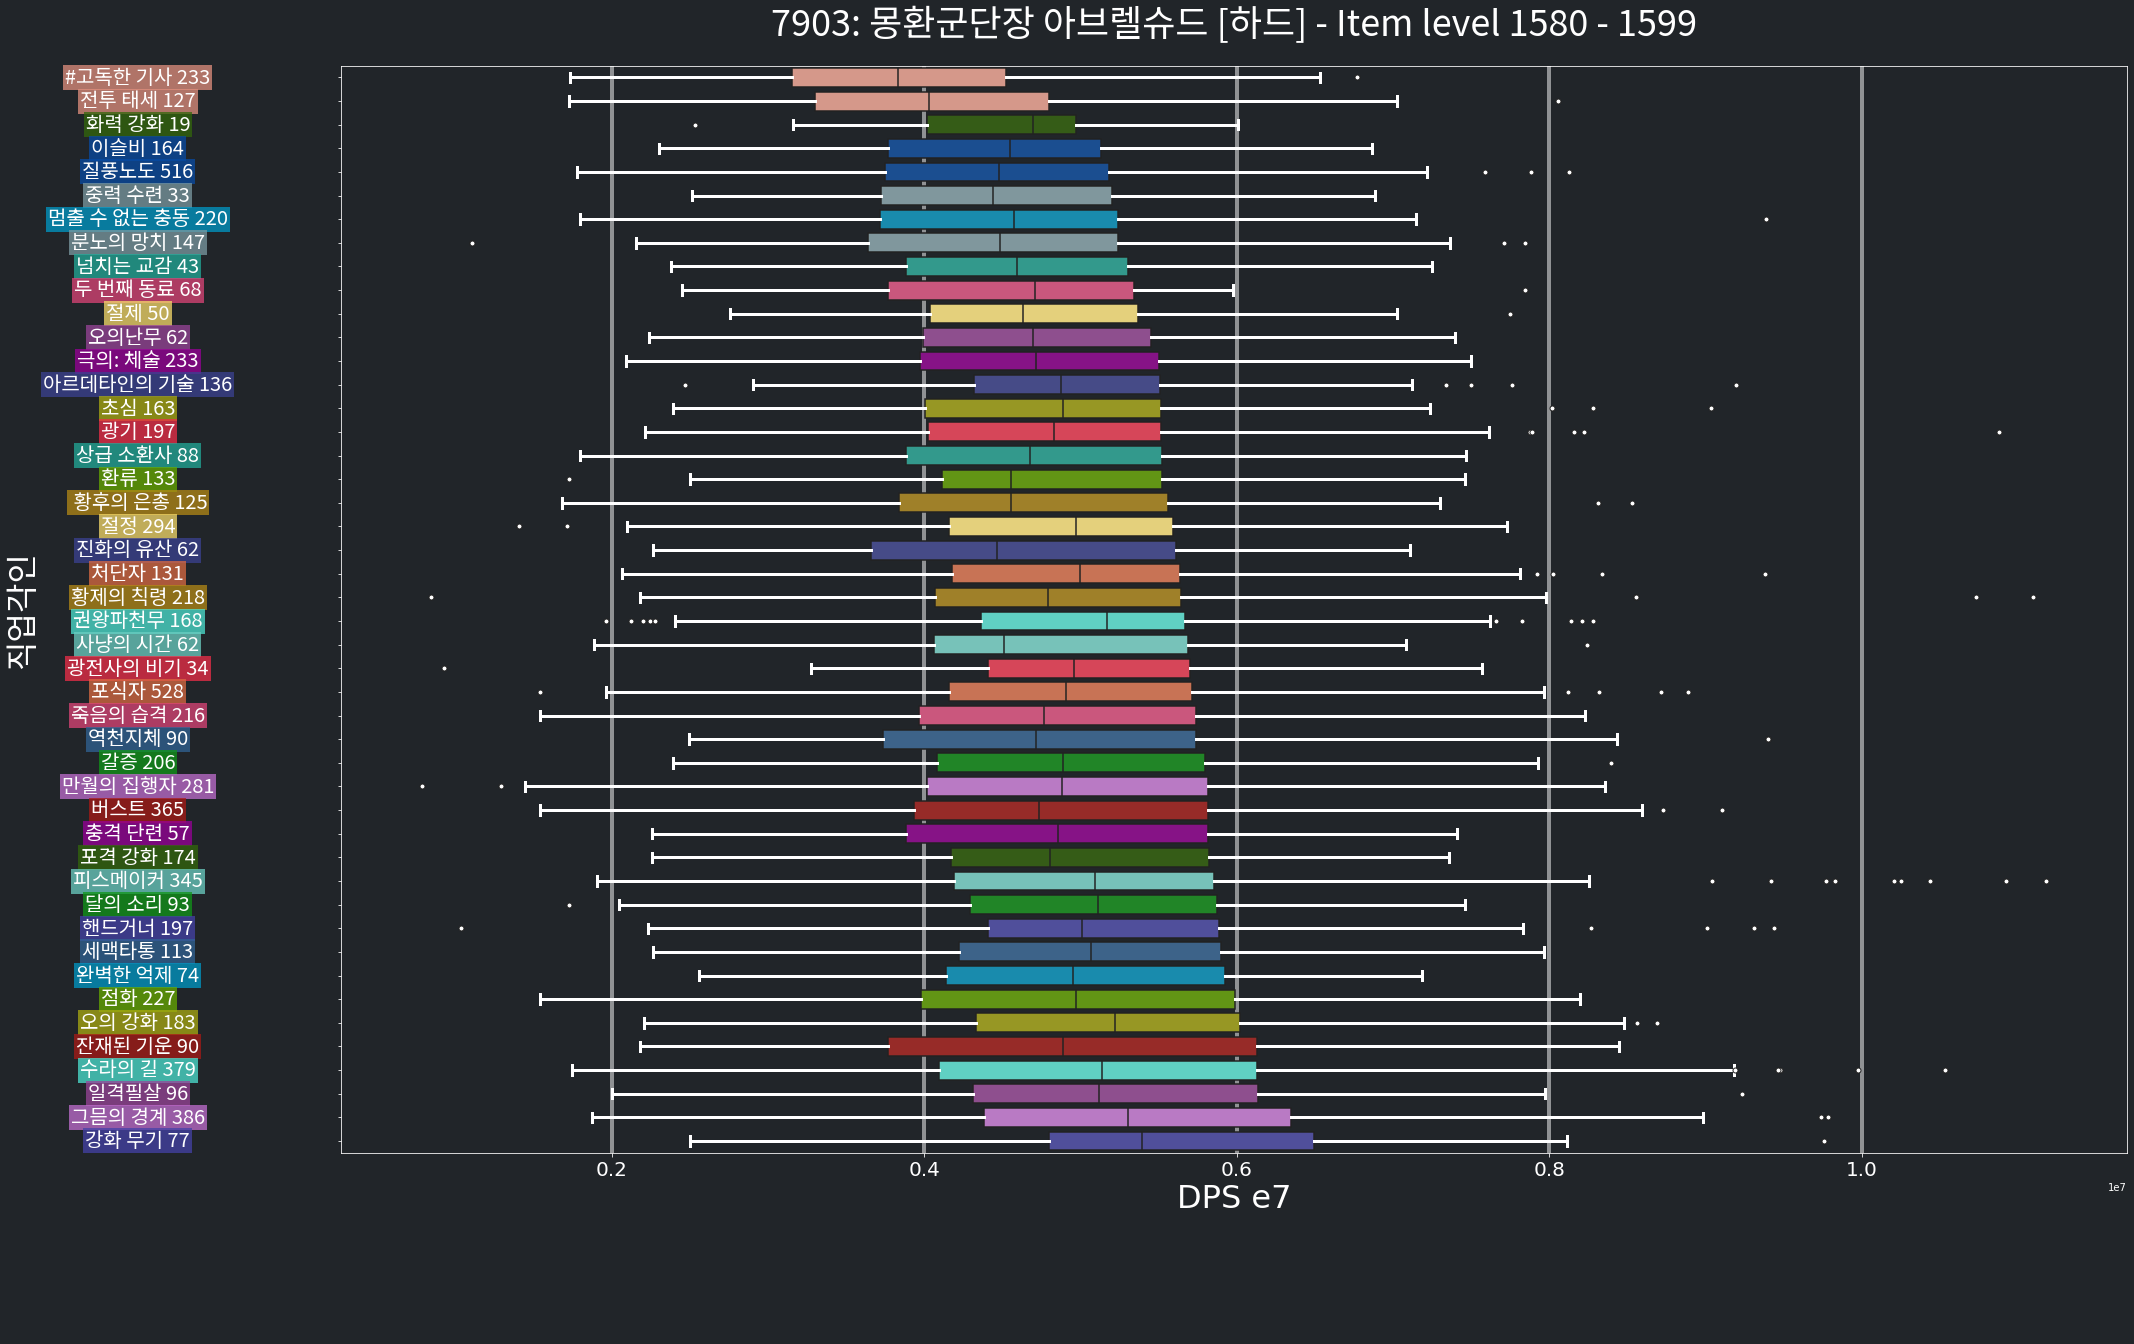 7903: 몽환군단장 아브렐슈드 [하드] - Item level 1580 - 1599
직업각인
#고독한 기사 233
전투 태세 127
화력 강화 19
이슬비 164
질풍노도 516
중력 수련 33
멈출 수 없는 충동 220
분노의 망치 147
넘치는 교감 43
두 번째 동료 68
절제 50
오의난무 62
극의: 체술 233
아르데타인의 기술 136
초심 163
광기 197
상급 소환사 88
환류 133
황후의 은총 125
절정 294
진화의 유산 62
처단자 131
황제의 칙령 218
권왕파천무 168
사냥의 시간 62
광전사의 비기 34
포식자 528
죽음의 습격 216
역천지체 90
갈증 206
만월의 집행자 281
버스트 365
충격 단련 57
포격 강화 174
피스메이커 345
달의 소리 93
핸드거너 197
세맥타통 113
완벽한 억제 74
점화 227
오의 강화 183
잔재된 기운 90
수라의 길 379
일격필살 96
그믐의 경계 386
강화 무기 77
0.2 0.4 0.6 0.8 1.0
DPS e7
1e7